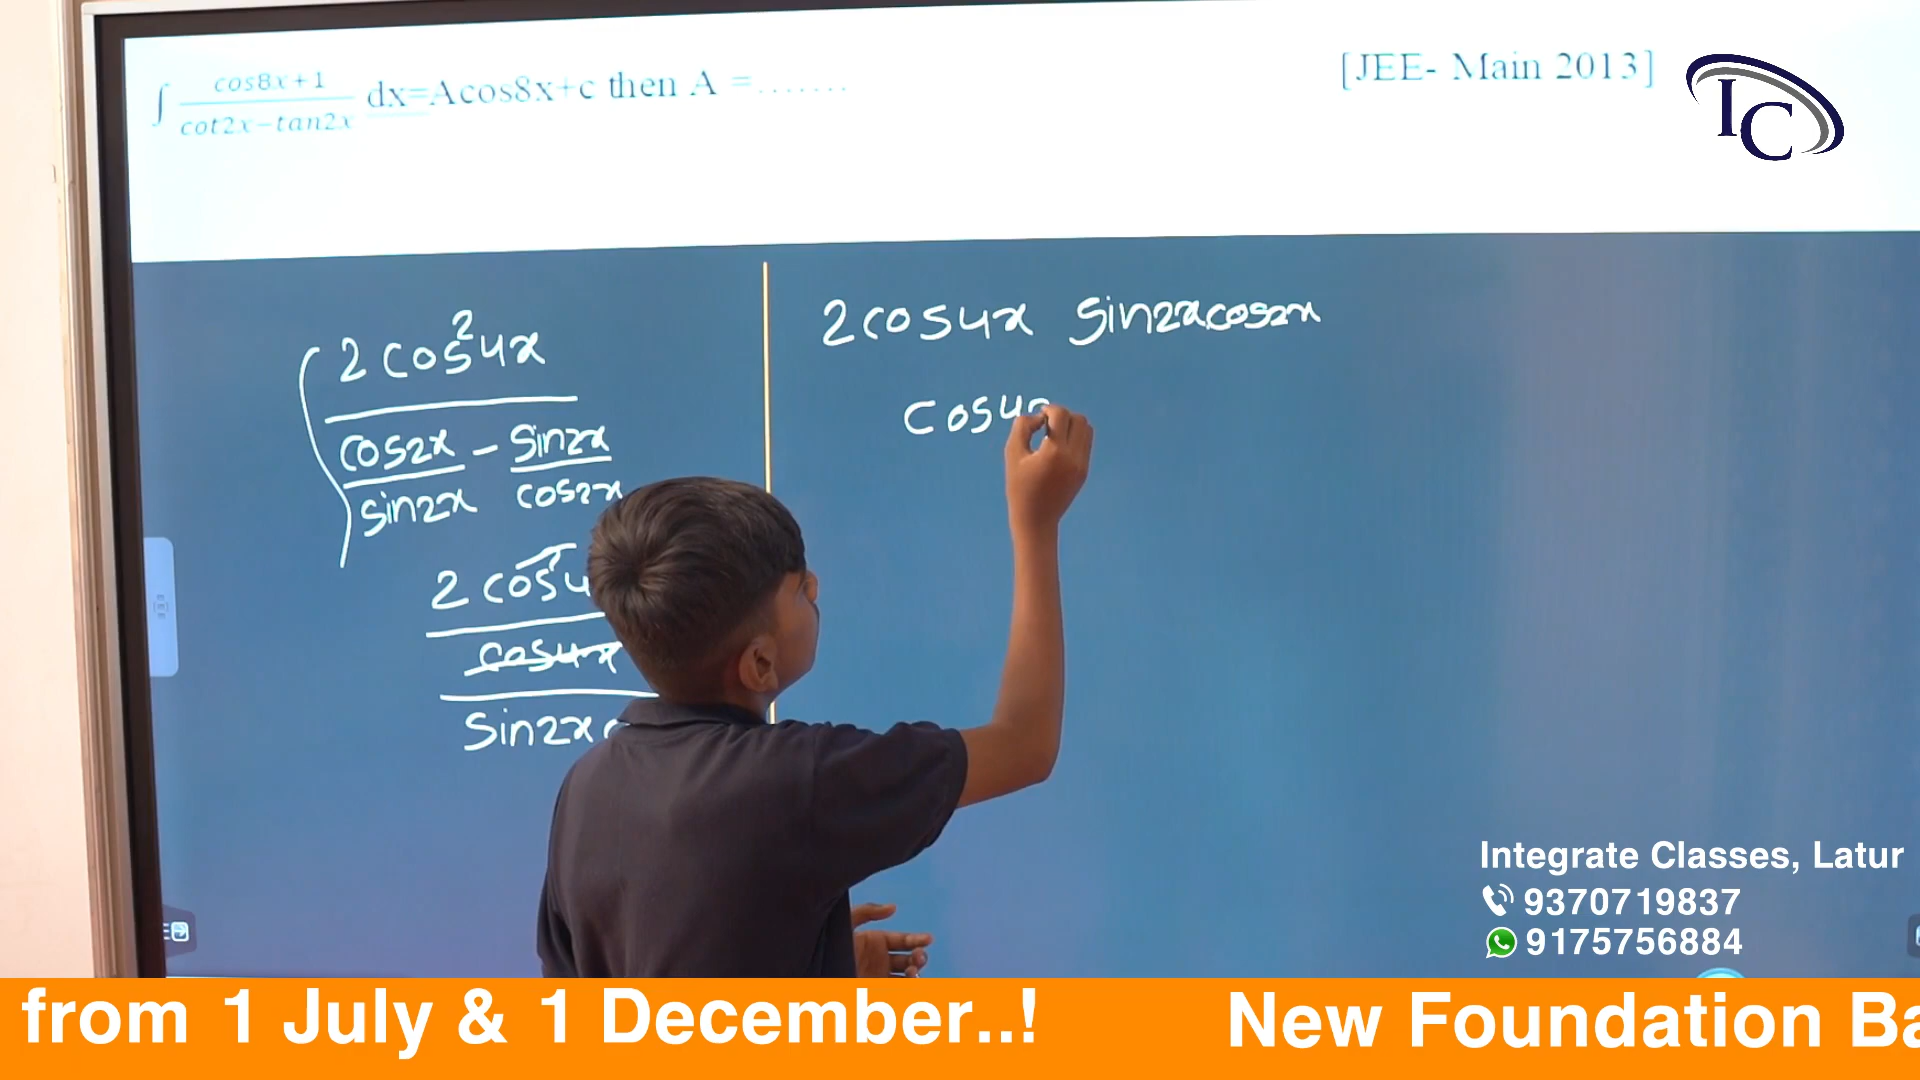 ∫ cos8x+1 / cot2x−tan2x dx=Acos8x+c then A =.......
[JEE- Main 2013]
IC
2cos²4x
cos2x / sin2x − sin2x / cos2x
2cos²4
cos4x
sin2x
2cos4x sin2xcos2x
cos4
Integrate Classes, Latur
9370719837
9175756884
from 1 July & 1 December..! New Foundation Ba